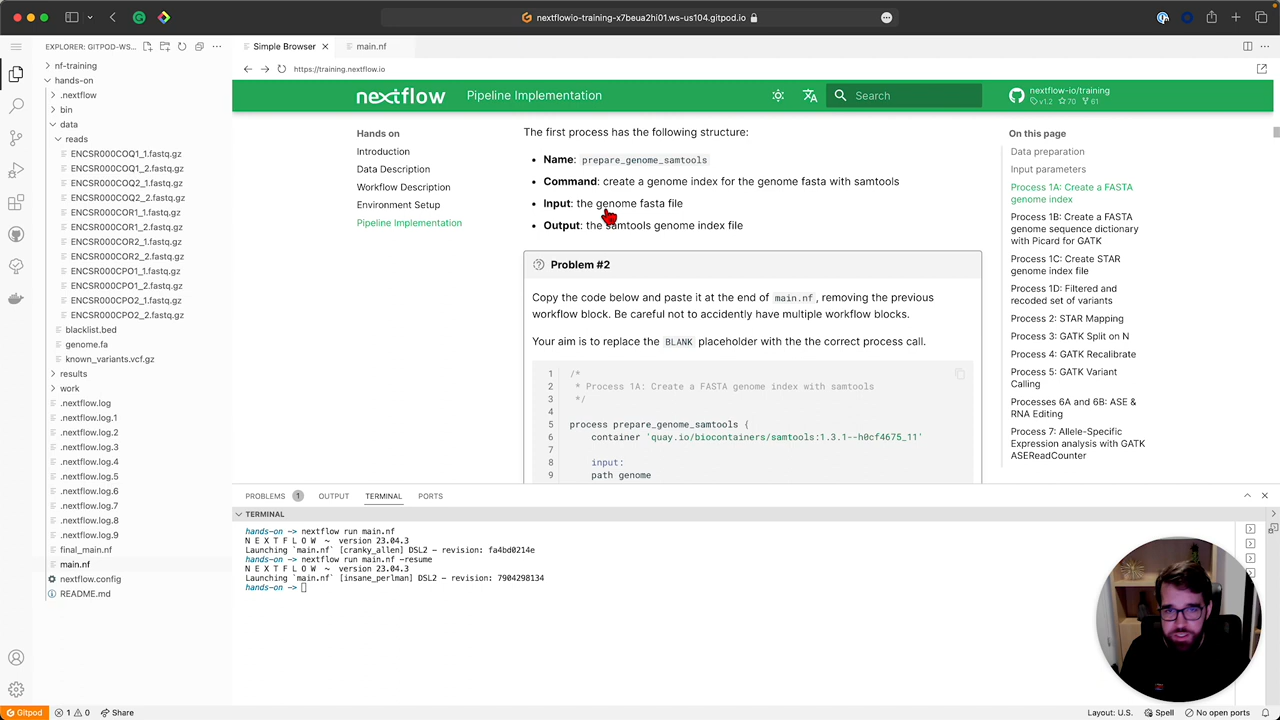 nextflowio-training-x7beua2hi01.ws-us104.gitpod.io
EXPLORER: GITPOD-WS...
nf-training
hands-on
.nextflow
bin
data
reads
ENCSR000COQ1_1.fastq.gz
ENCSR000COQ1_2.fastq.gz
ENCSR000COQ2_1.fastq.gz
ENCSR000COQ2_2.fastq.gz
ENCSR000COR1_1.fastq.gz
ENCSR000COR1_2.fastq.gz
ENCSR000COR2_1.fastq.gz
ENCSR000COR2_2.fastq.gz
ENCSR000CPO1_1.fastq.gz
ENCSR000CPO1_2.fastq.gz
ENCSR000CPO2_1.fastq.gz
ENCSR000CPO2_2.fastq.gz
blacklist.bed
genome.fa
known_variants.vcf.gz
results
work
.nextflow.log
.nextflow.log.1
.nextflow.log.2
.nextflow.log.3
.nextflow.log.4
.nextflow.log.5
.nextflow.log.6
.nextflow.log.7
.nextflow.log.8
.nextflow.log.9
final_main.nf
main.nf
nextflow.config
README.md
Simple Browser
main.nf
https://training.nextflow.io
nextflow
Pipeline Implementation
Search
nextflow-io/training
v1.2 70 61
Hands on
Introduction
Data Description
Workflow Description
Environment Setup
Pipeline Implementation
The first process has the following structure:
• Name: prepare_genome_samtools
• Command: create a genome index for the genome fasta with samtools
• Input: the genome fasta file
• Output: the samtools genome index file
Problem #2
Copy the code below and paste it at the end of main.nf, removing the previous
workflow block. Be careful not to accidently have multiple workflow blocks.
Your aim is to replace the BLANK placeholder with the the correct process call.
1 /*
2 * Process 1A: Create a FASTA genome index with samtools
3 */
4
5 process prepare_genome_samtools {
6 container 'quay.io/biocontainers/samtools:1.3.1--h0cf4675_11'
7
8 input:
9 path genome
On this page
Data preparation
Input parameters
Process 1A: Create a FASTA
genome index
Process 1B: Create a FASTA
genome sequence dictionary
with Picard for GATK
Process 1C: Create STAR
genome index file
Process 1D: Filtered and
recoded set of variants
Process 2: STAR Mapping
Process 3: GATK Split on N
Process 4: GATK Recalibrate
Process 5: GATK Variant
Calling
Processes 6A and 6B: ASE &
RNA Editing
Process 7: Allele-Specific
Expression analysis with GATK
ASEReadCounter
PROBLEMS 1 OUTPUT TERMINAL PORTS
TERMINAL
hands-on -> nextflow run main.nf
N E X T F L O W ~ version 23.04.3
Launching `main.nf` [cranky_allen] DSL2 - revision: fa4bd0214e
hands-on -> nextflow run main.nf -resume
N E X T F L O W ~ version 23.04.3
Launching `main.nf` [insane_perlman] DSL2 - revision: 7904298134
hands-on ->
Gitpod 1 0 Share
Layout: U.S. Spell No open ports